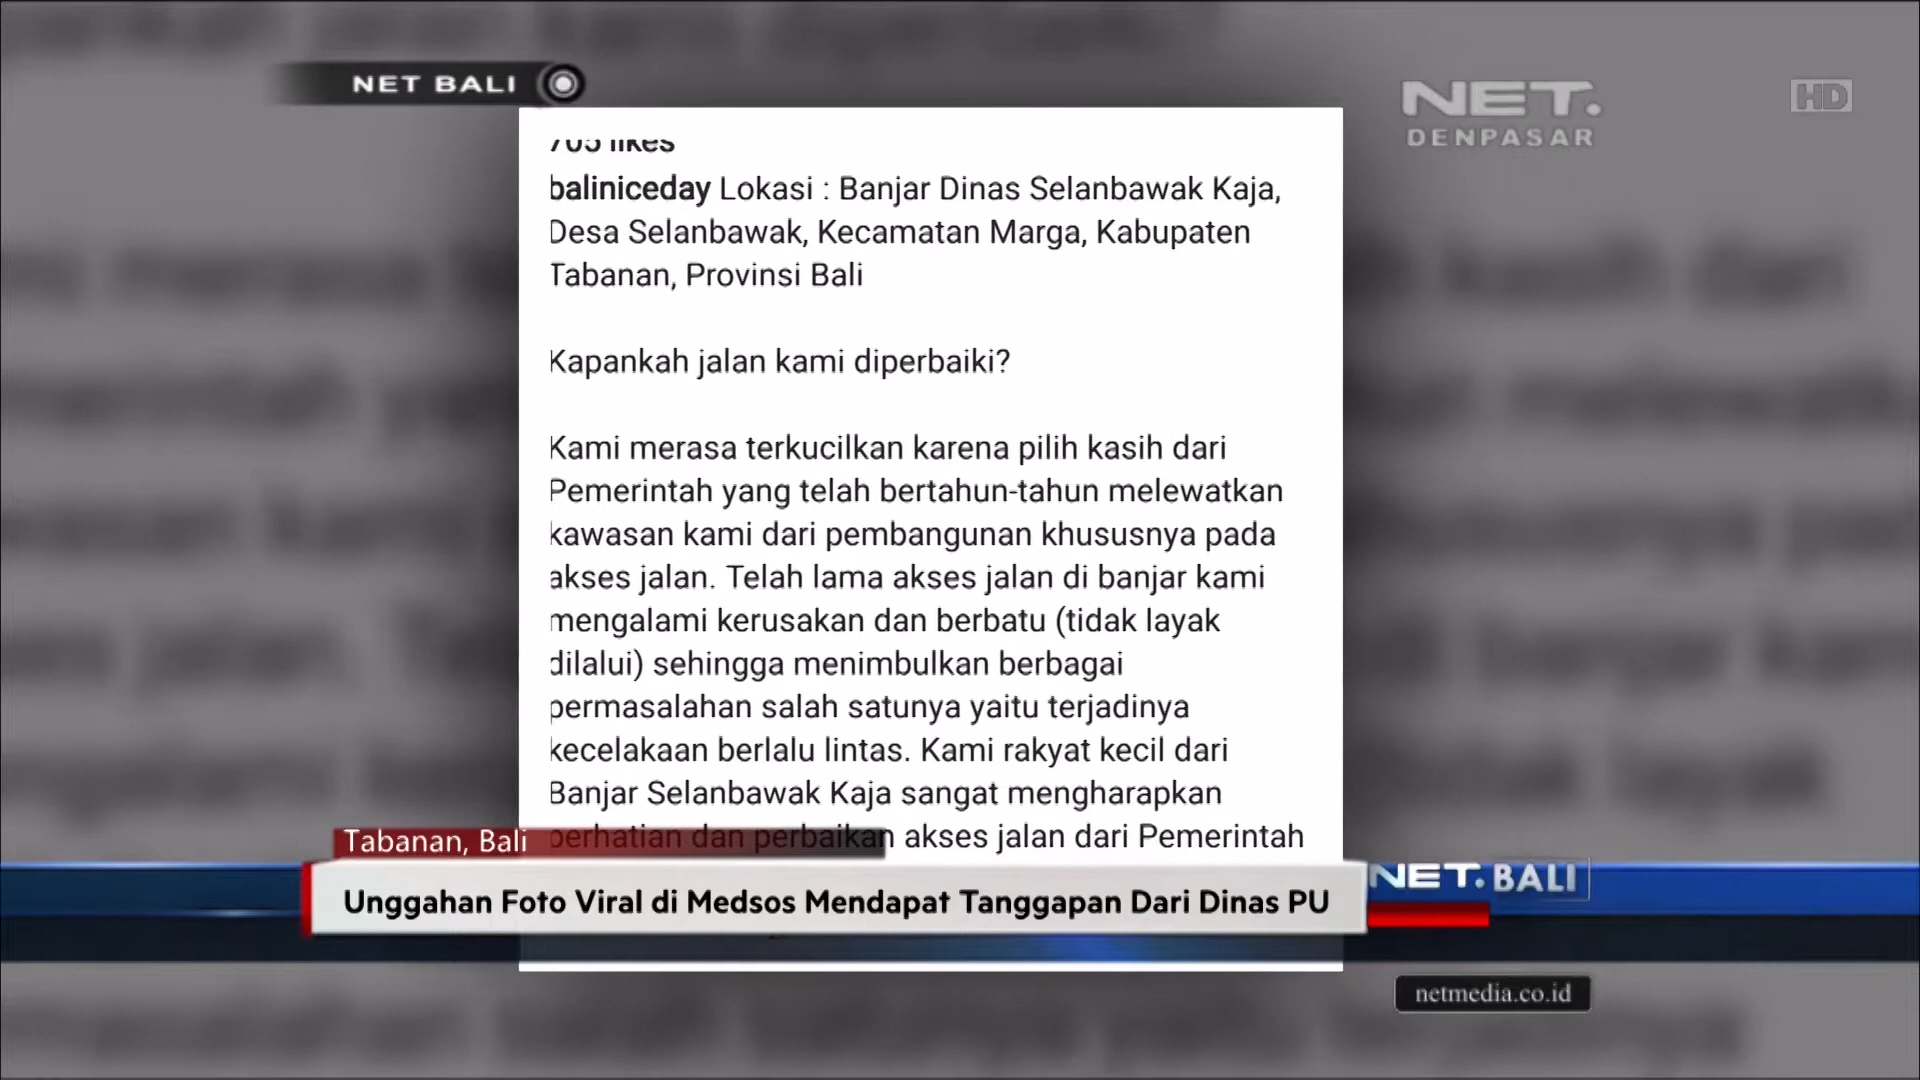 NET BALI
NET.
DENPASAR
HD
705 likes
baliniceday Lokasi : Banjar Dinas Selanbawak Kaja,
Desa Selanbawak, Kecamatan Marga, Kabupaten
Tabanan, Provinsi Bali
Kapankah jalan kami diperbaiki?
Kami merasa terkucilkan karena pilih kasih dari
Pemerintah yang telah bertahun-tahun melewatkan
kawasan kami dari pembangunan khususnya pada
akses jalan. Telah lama akses jalan di banjar kami
mengalami kerusakan dan berbatu (tidak layak
dilalui) sehingga menimbulkan berbagai
permasalahan salah satunya yaitu terjadinya
kecelakaan berlalu lintas. Kami rakyat kecil dari
Banjar Selanbawak Kaja sangat mengharapkan
perhatian dan perbaikan akses jalan dari Pemerintah
Tabanan, Bali
Unggahan Foto Viral di Medsos Mendapat Tanggapan Dari Dinas PU
NET. BALI
netmedia.co.id